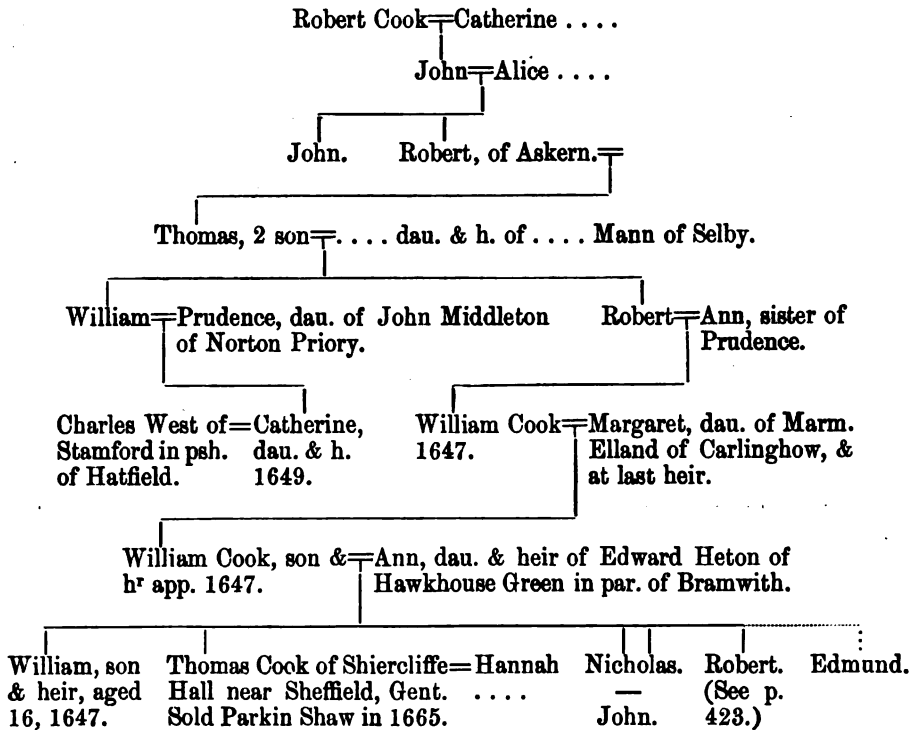 Robert Cook=Catherine . . . .
John=Alice . . . .
John. Robert, of Askern.=
Thomas, 2 son=. . . . dau. & h. of . . . . Mann of Selby.
William=Prudence, dau. of John Middleton
of Norton Priory.
Robert=Ann, sister of
Prudence.
Charles West of=Catherine,
Stamford in psh. dau. & h.
of Hatfield. 1649.
William Cook=Margaret, dau. of Marm.
1647. Elland of Carlinghow, &
at last heir.
William Cook, son &=Ann, dau. & heir of Edward Heton of
hʳ app. 1647. Hawkhouse Green in par. of Bramwith.
William, son
& heir, aged
16, 1647.
Thomas Cook of Shiercliffe=Hannah
Hall near Sheffield, Gent. . . . .
Sold Parkin Shaw in 1665.
Nicholas.
—
John.
Robert.
(See p.
423.)
Edmund.